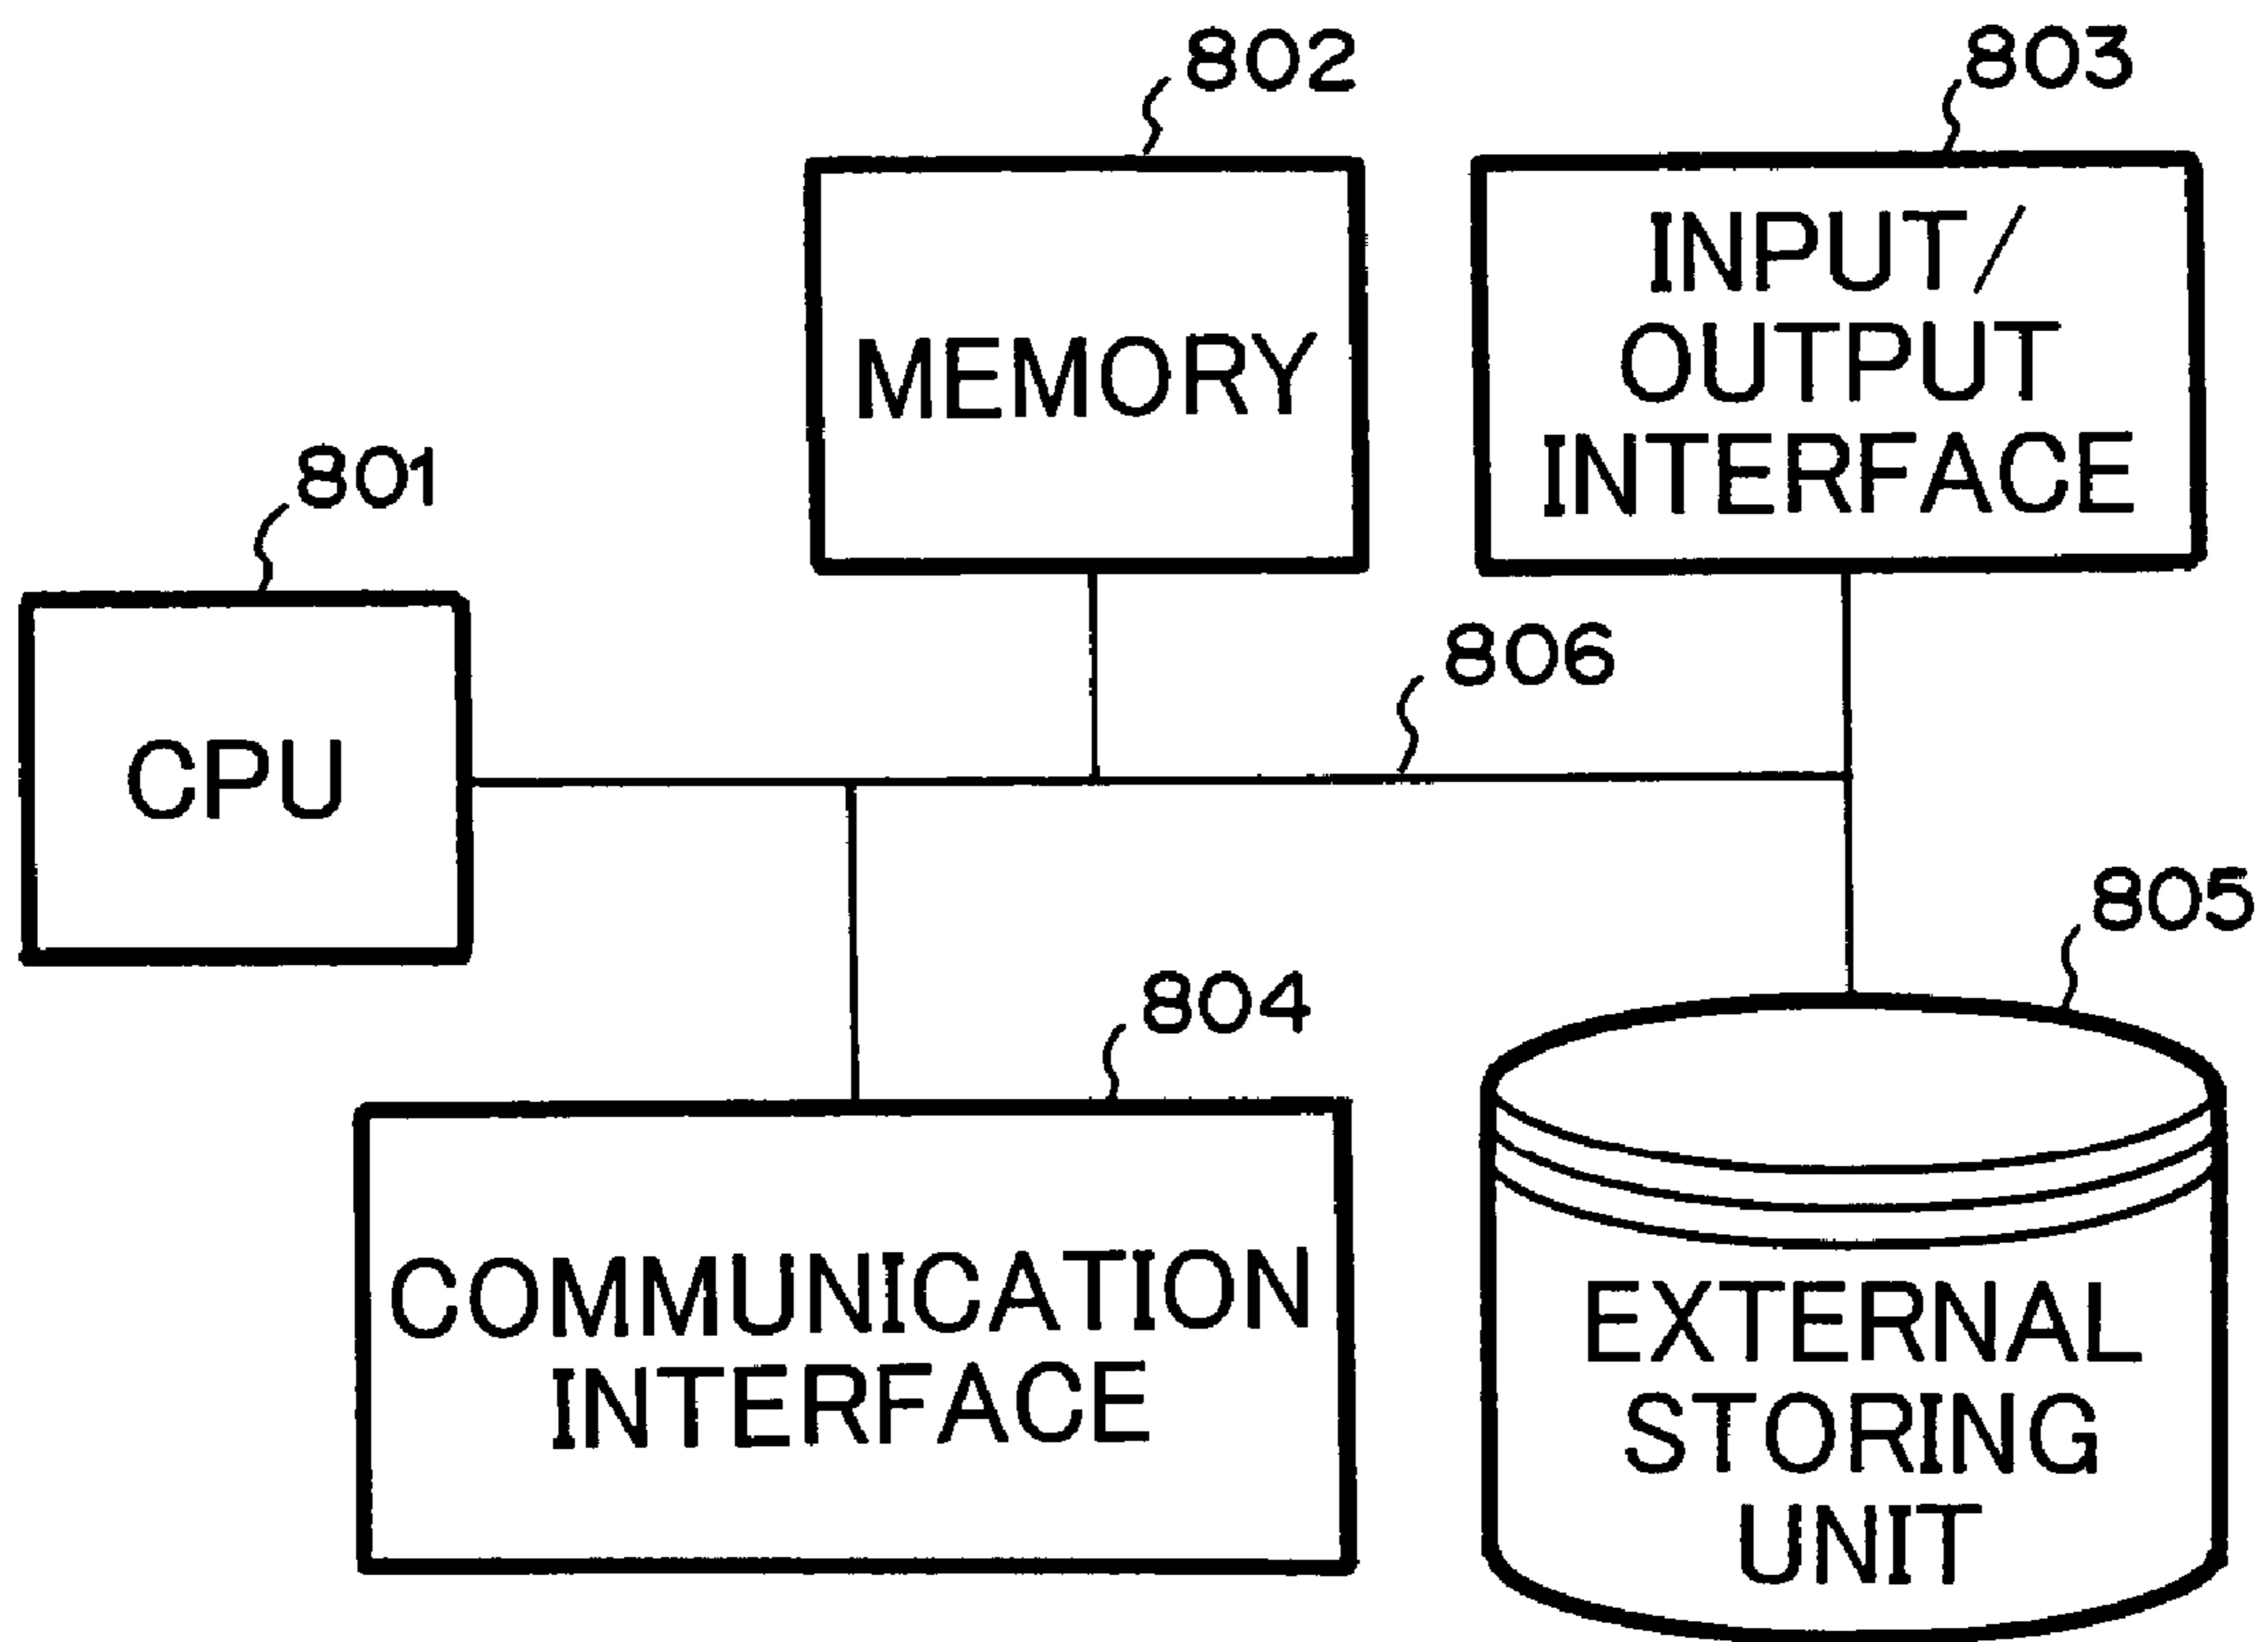 802
803
MEMORY
INPUT/
OUTPUT
INTERFACE
801
CPU
806
804
COMMUNICATION
INTERFACE
805
EXTERNAL
STORING
UNIT